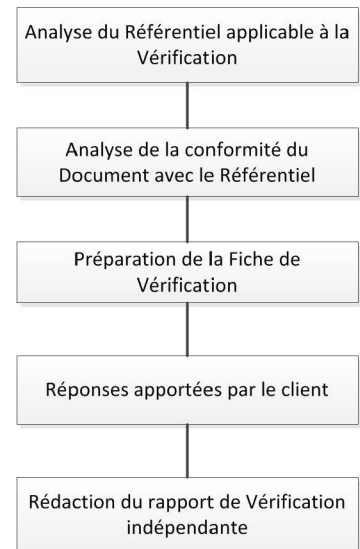 Analyse du Référentiel applicable à la
Vérification
Analyse de la conformité du
Document avec le Référentiel
Préparation de la Fiche de
Vérification
Réponses apportées par le client
Rédaction du rapport de Vérification
indépendante